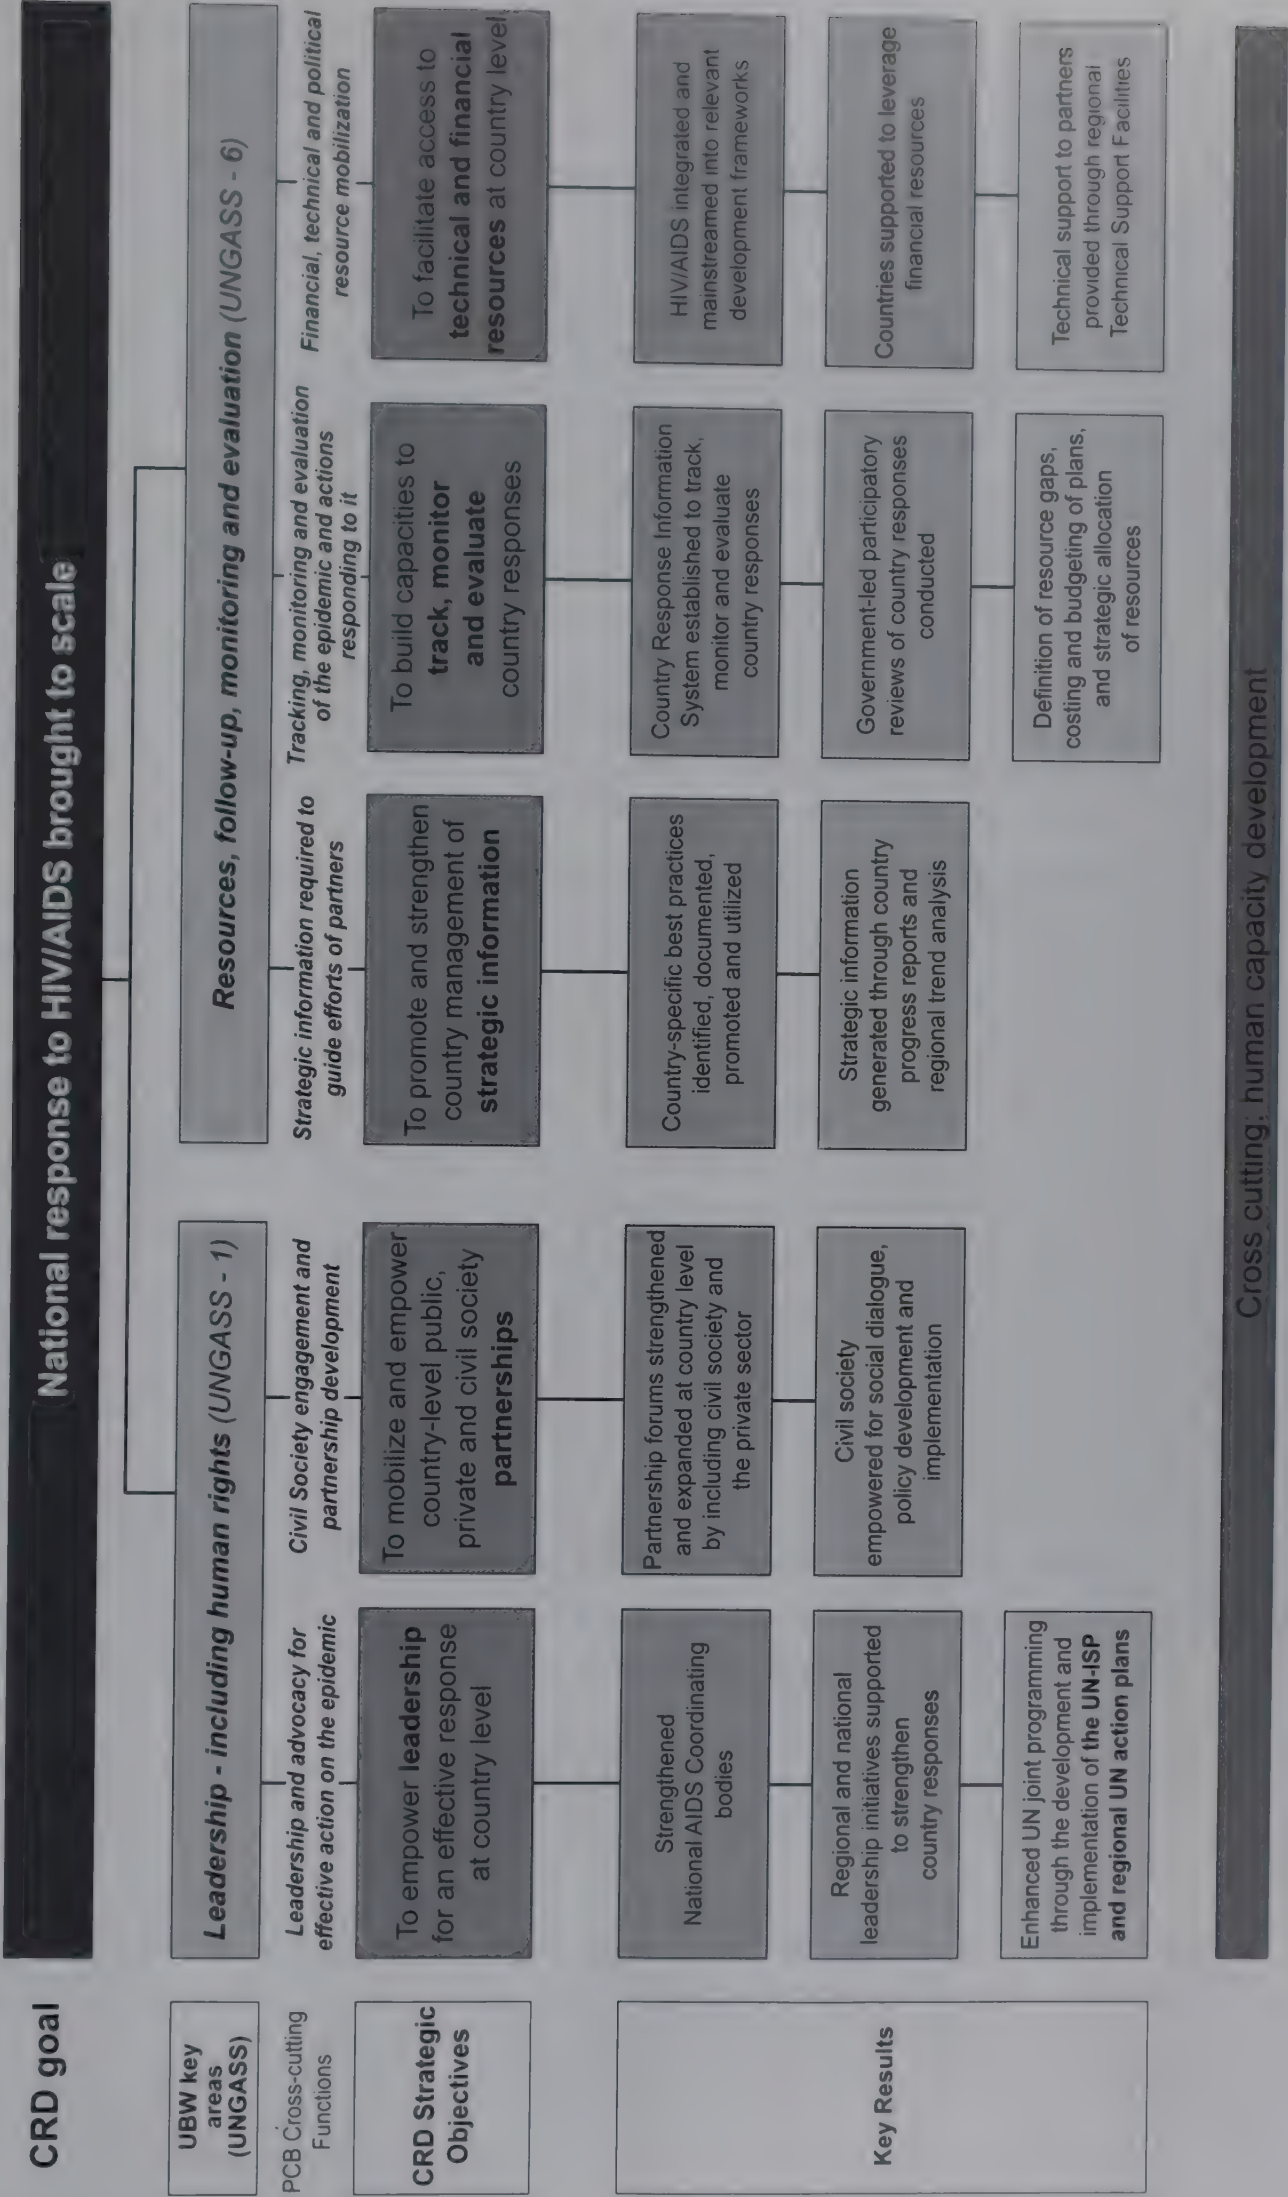 CRD goal
National response to HIV/AIDS brought to scale
UBW key
areas
(UNGASS)
Leadership - including human rights (UNGASS - 1)
Resources, follow-up, monitoring and evaluation (UNGASS - 6)
PCB Cross-cutting
Functions
Leadership and advocacy for
effective action on the epidemic
Civil Society engagement and
partnership development
Strategic information required to
guide efforts of partners
Tracking, monitoring and evaluation
of the epidemic and actions
responding to it
Financial, technical and political
resource mobilization
CRD Strategic
Objectives
To empower leadership
for an effective response
at country level
To mobilize and empower
country-level public,
private and civil society
partnerships
To promote and strengthen
country management of
strategic information
To build capacities to
track, monitor
and evaluate
country responses
To facilitate access to
technical and financial
resources at country level
Key Results
Strengthened
National AIDS Coordinating
bodies
Partnership forums strengthened
and expanded at country level
by including civil society and
the private sector
Country-specific best practices
identified, documented,
promoted and utilized
Country Response Information
System established to track,
monitor and evaluate
country responses
HIV/AIDS integrated and
mainstreamed into relevant
development frameworks
Regional and national
leadership initiatives supported
to strengthen
country responses
Civil society
empowered for social dialogue,
policy development and
implementation
Strategic information
generated through country
progress reports and
regional trend analysis
Government-led participatory
reviews of country responses
conducted
Countries supported to leverage
financial resources
Enhanced UN joint programming
through the development and
implementation of the UN-ISP
and regional UN action plans
Definition of resource gaps,
costing and budgeting of plans,
and strategic allocation
of resources
Technical support to partners
provided through regional
Technical Support Facilities
Cross cutting: human capacity development